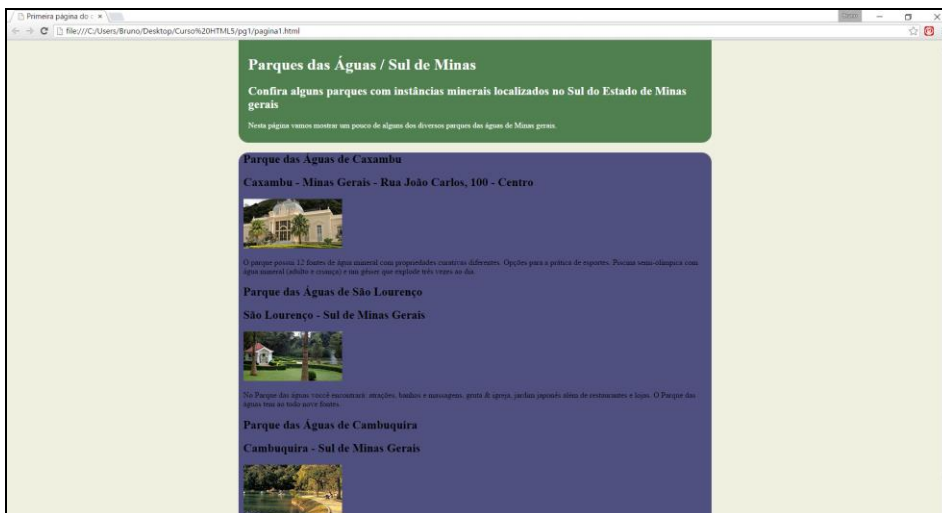 Primeira página do c
file:///C:/Users/Bruno/Desktop/Curso%20HTML5/pg1/pagina1.html
Parques das Águas / Sul de Minas
Confira alguns parques com instâncias minerais localizados no Sul do Estado de Minas
gerais
Nesta página vamos mostrar um pouco de alguns dos diversos parques das águas de Minas gerais.
Parque das Águas de Caxambu
Caxambu - Minas Gerais - Rua João Carlos, 100 - Centro
O parque possui 12 fontes de água mineral com propriedades curativas diferentes. Opções para a prática de esportes. Piscina semi-olímpica com
água mineral (adulto e criança) e um gêiser que explode três vezes ao dia.
Parque das Águas de São Lourenço
São Lourenço - Sul de Minas Gerais
No Parque das águas você encontrara: atrações, banhos e massagens, gruta & igreja, jardim japonês além de restaurantes e lojas. O Parque das
águas tem ao todo nove fontes.
Parque das Águas de Cambuquira
Cambuquira - Sul de Minas Gerais